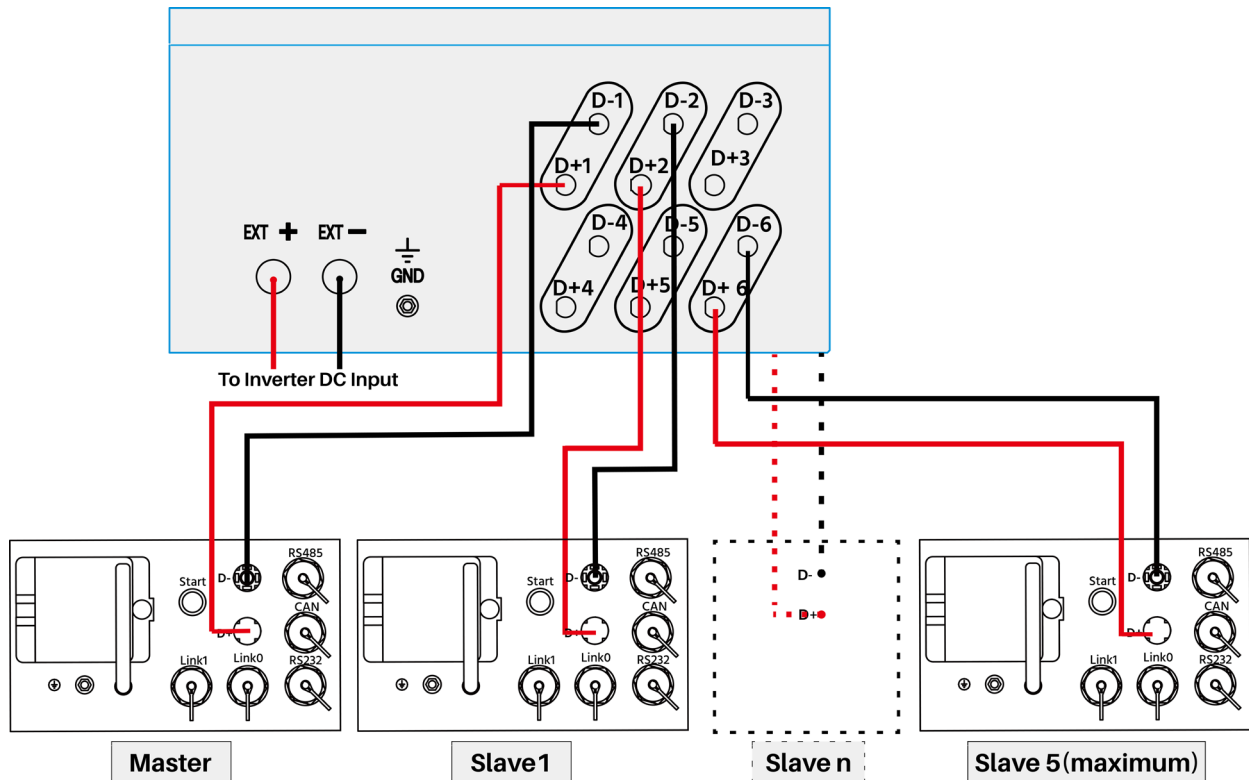 D-1
D-2
D-3
D+1
D+2
D+3
EXT + EXT −
GND
D-4
D-5
D-6
D+4
D+5
D+ 6
To Inverter DC Input
RS485
D-
Start
CAN
D+
Link1
Link0
RS232
Master
RS485
D-
Start
CAN
D+
Link1
Link0
RS232
Slave1
D-
D+
Slave n
RS485
D-
Start
CAN
D+
Link1
Link0
RS232
Slave 5(maximum)